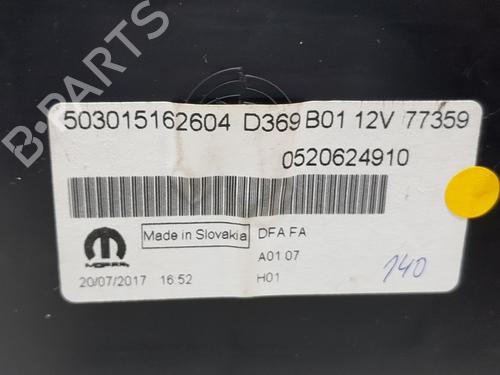 B-PARTS
503015162604 D369 B01 12V 77359
0520624910
Made in Slovakia
DFA FA
A01 07
H01
MOPAR
20/07/2017 16:52
140